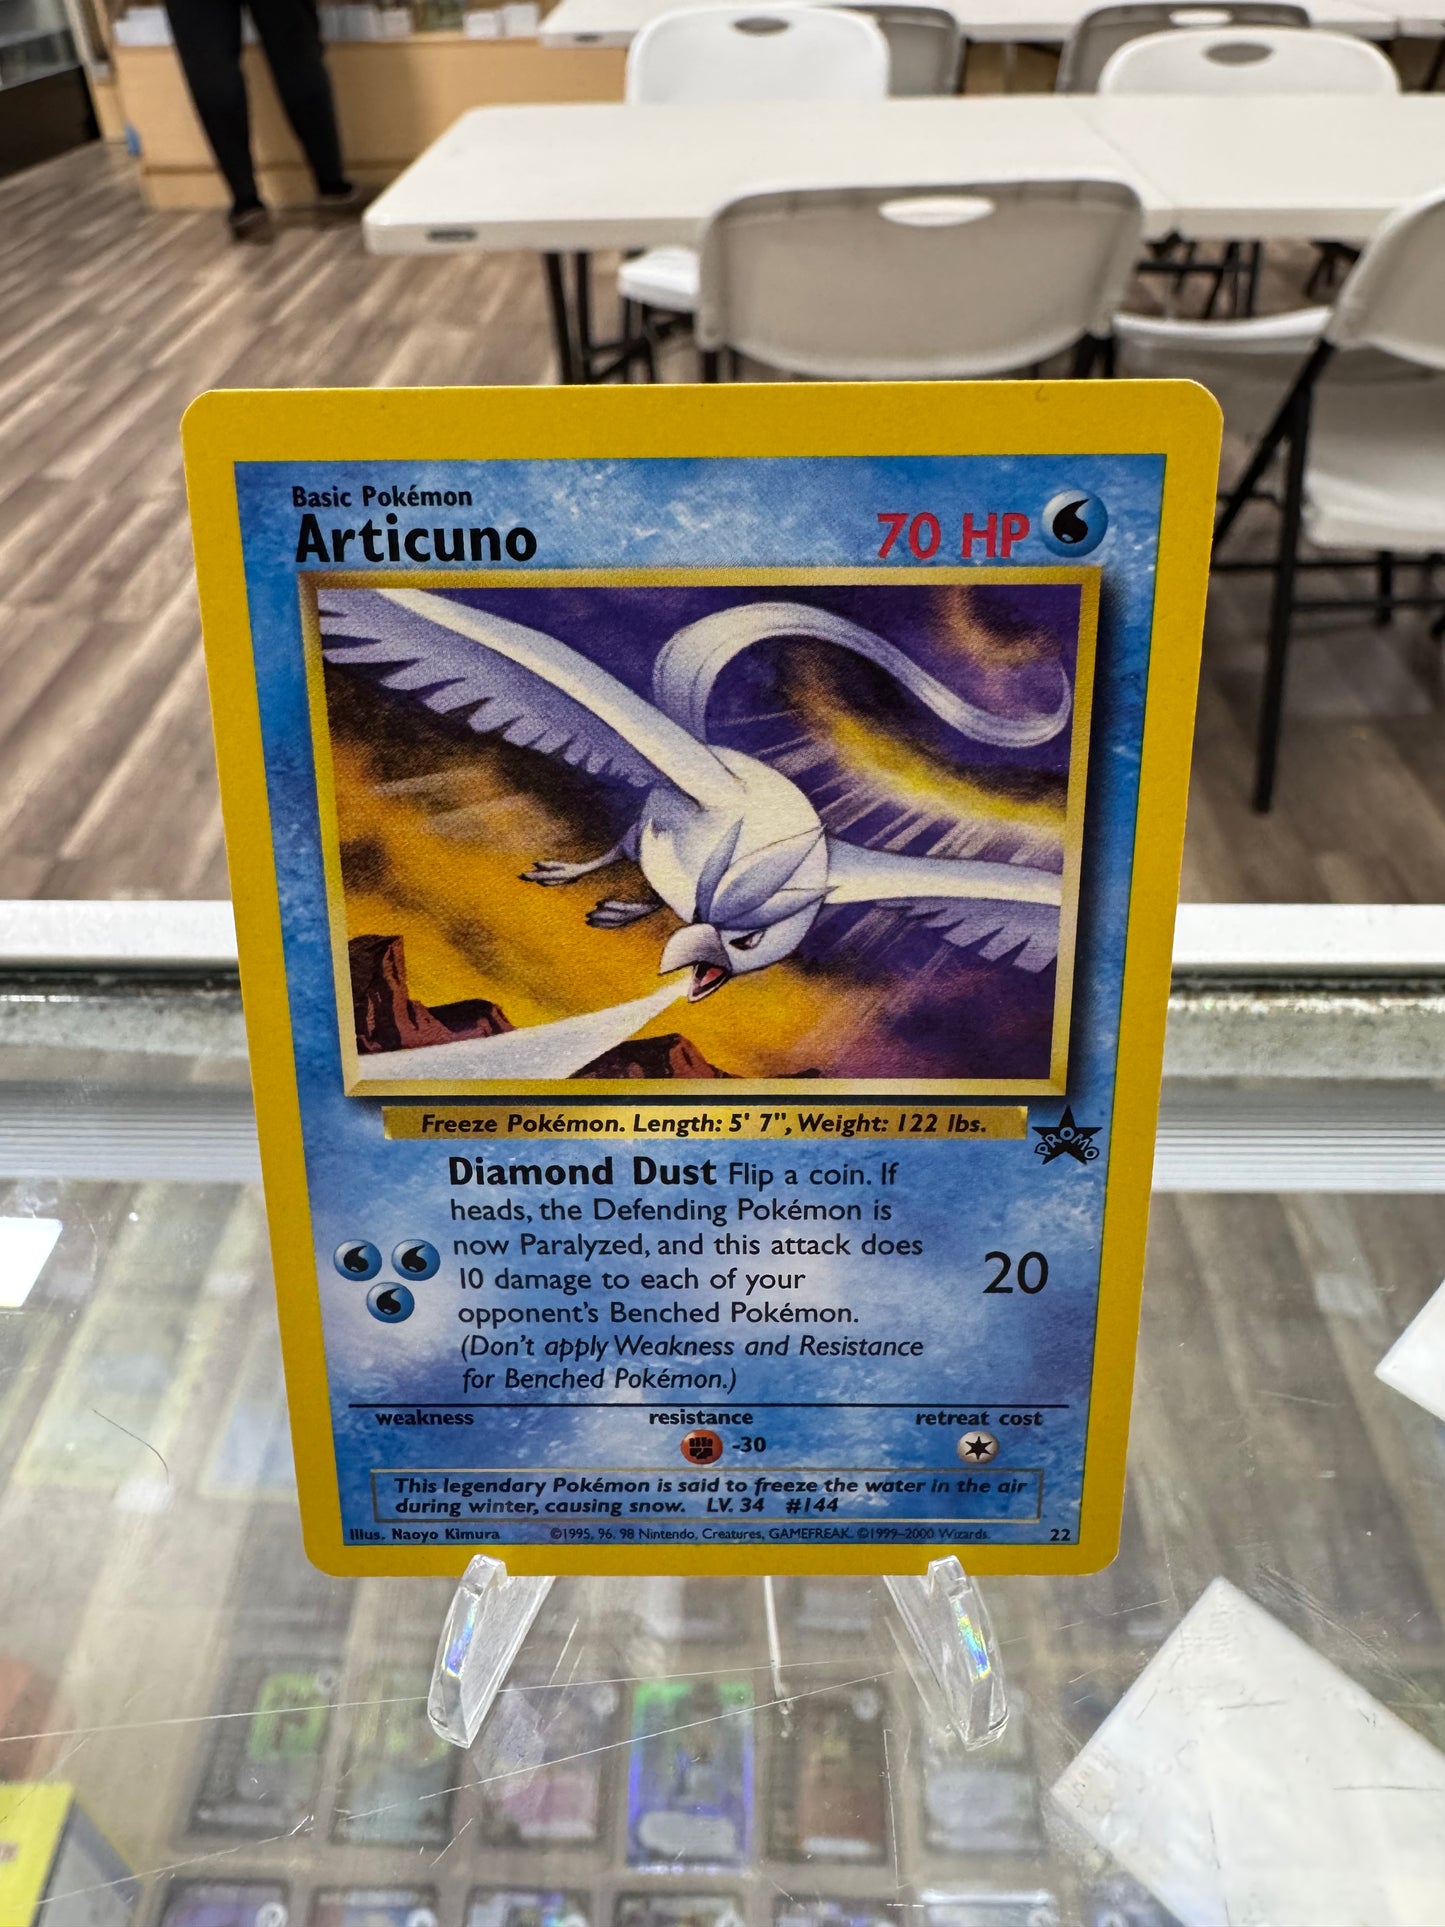 Basic Pokémon
Articuno
70 HP
Freeze Pokémon. Length: 5' 7", Weight: 122 lbs.
PROMO
Diamond Dust Flip a coin. If
heads, the Defending Pokémon is
now Paralyzed, and this attack does
10 damage to each of your
opponent's Benched Pokémon.
(Don't apply Weakness and Resistance
for Benched Pokémon.)
20
weakness
resistance
retreat cost
-30
This legendary Pokémon is said to freeze the water in the air
during winter, causing snow. LV. 34 #144
Illus. Naoyo Kimura
©1995, 96, 98 Nintendo, Creatures, GAMEFREAK. ©1999–2000 Wizards.
22